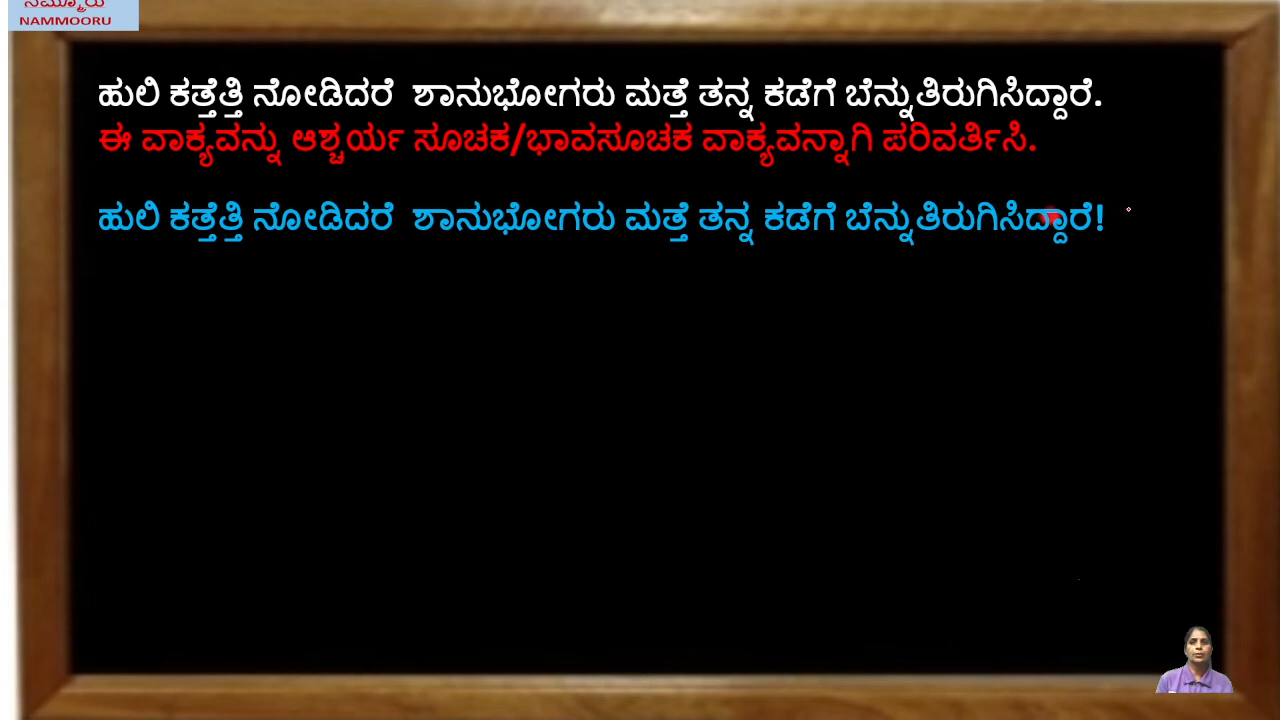 ನಮ್ಮೂರು
NAMMOORU
ಹುಲಿ ಕತ್ತೆತ್ತಿ ನೋಡಿದರೆ ಶಾನುಭೋಗರು ಮತ್ತೆ ತನ್ನ ಕಡೆಗೆ ಬೆನ್ನುತಿರುಗಿಸಿದ್ದಾರೆ.
ಈ ವಾಕ್ಯವನ್ನು ಆಶ್ಚರ್ಯ ಸೂಚಕ/ಭಾವಸೂಚಕ ವಾಕ್ಯವನ್ನಾಗಿ ಪರಿವರ್ತಿಸಿ.
ಹುಲಿ ಕತ್ತೆತ್ತಿ ನೋಡಿದರೆ ಶಾನುಭೋಗರು ಮತ್ತೆ ತನ್ನ ಕಡೆಗೆ ಬೆನ್ನುತಿರುಗಿಸಿದ್ದಾರೆ!